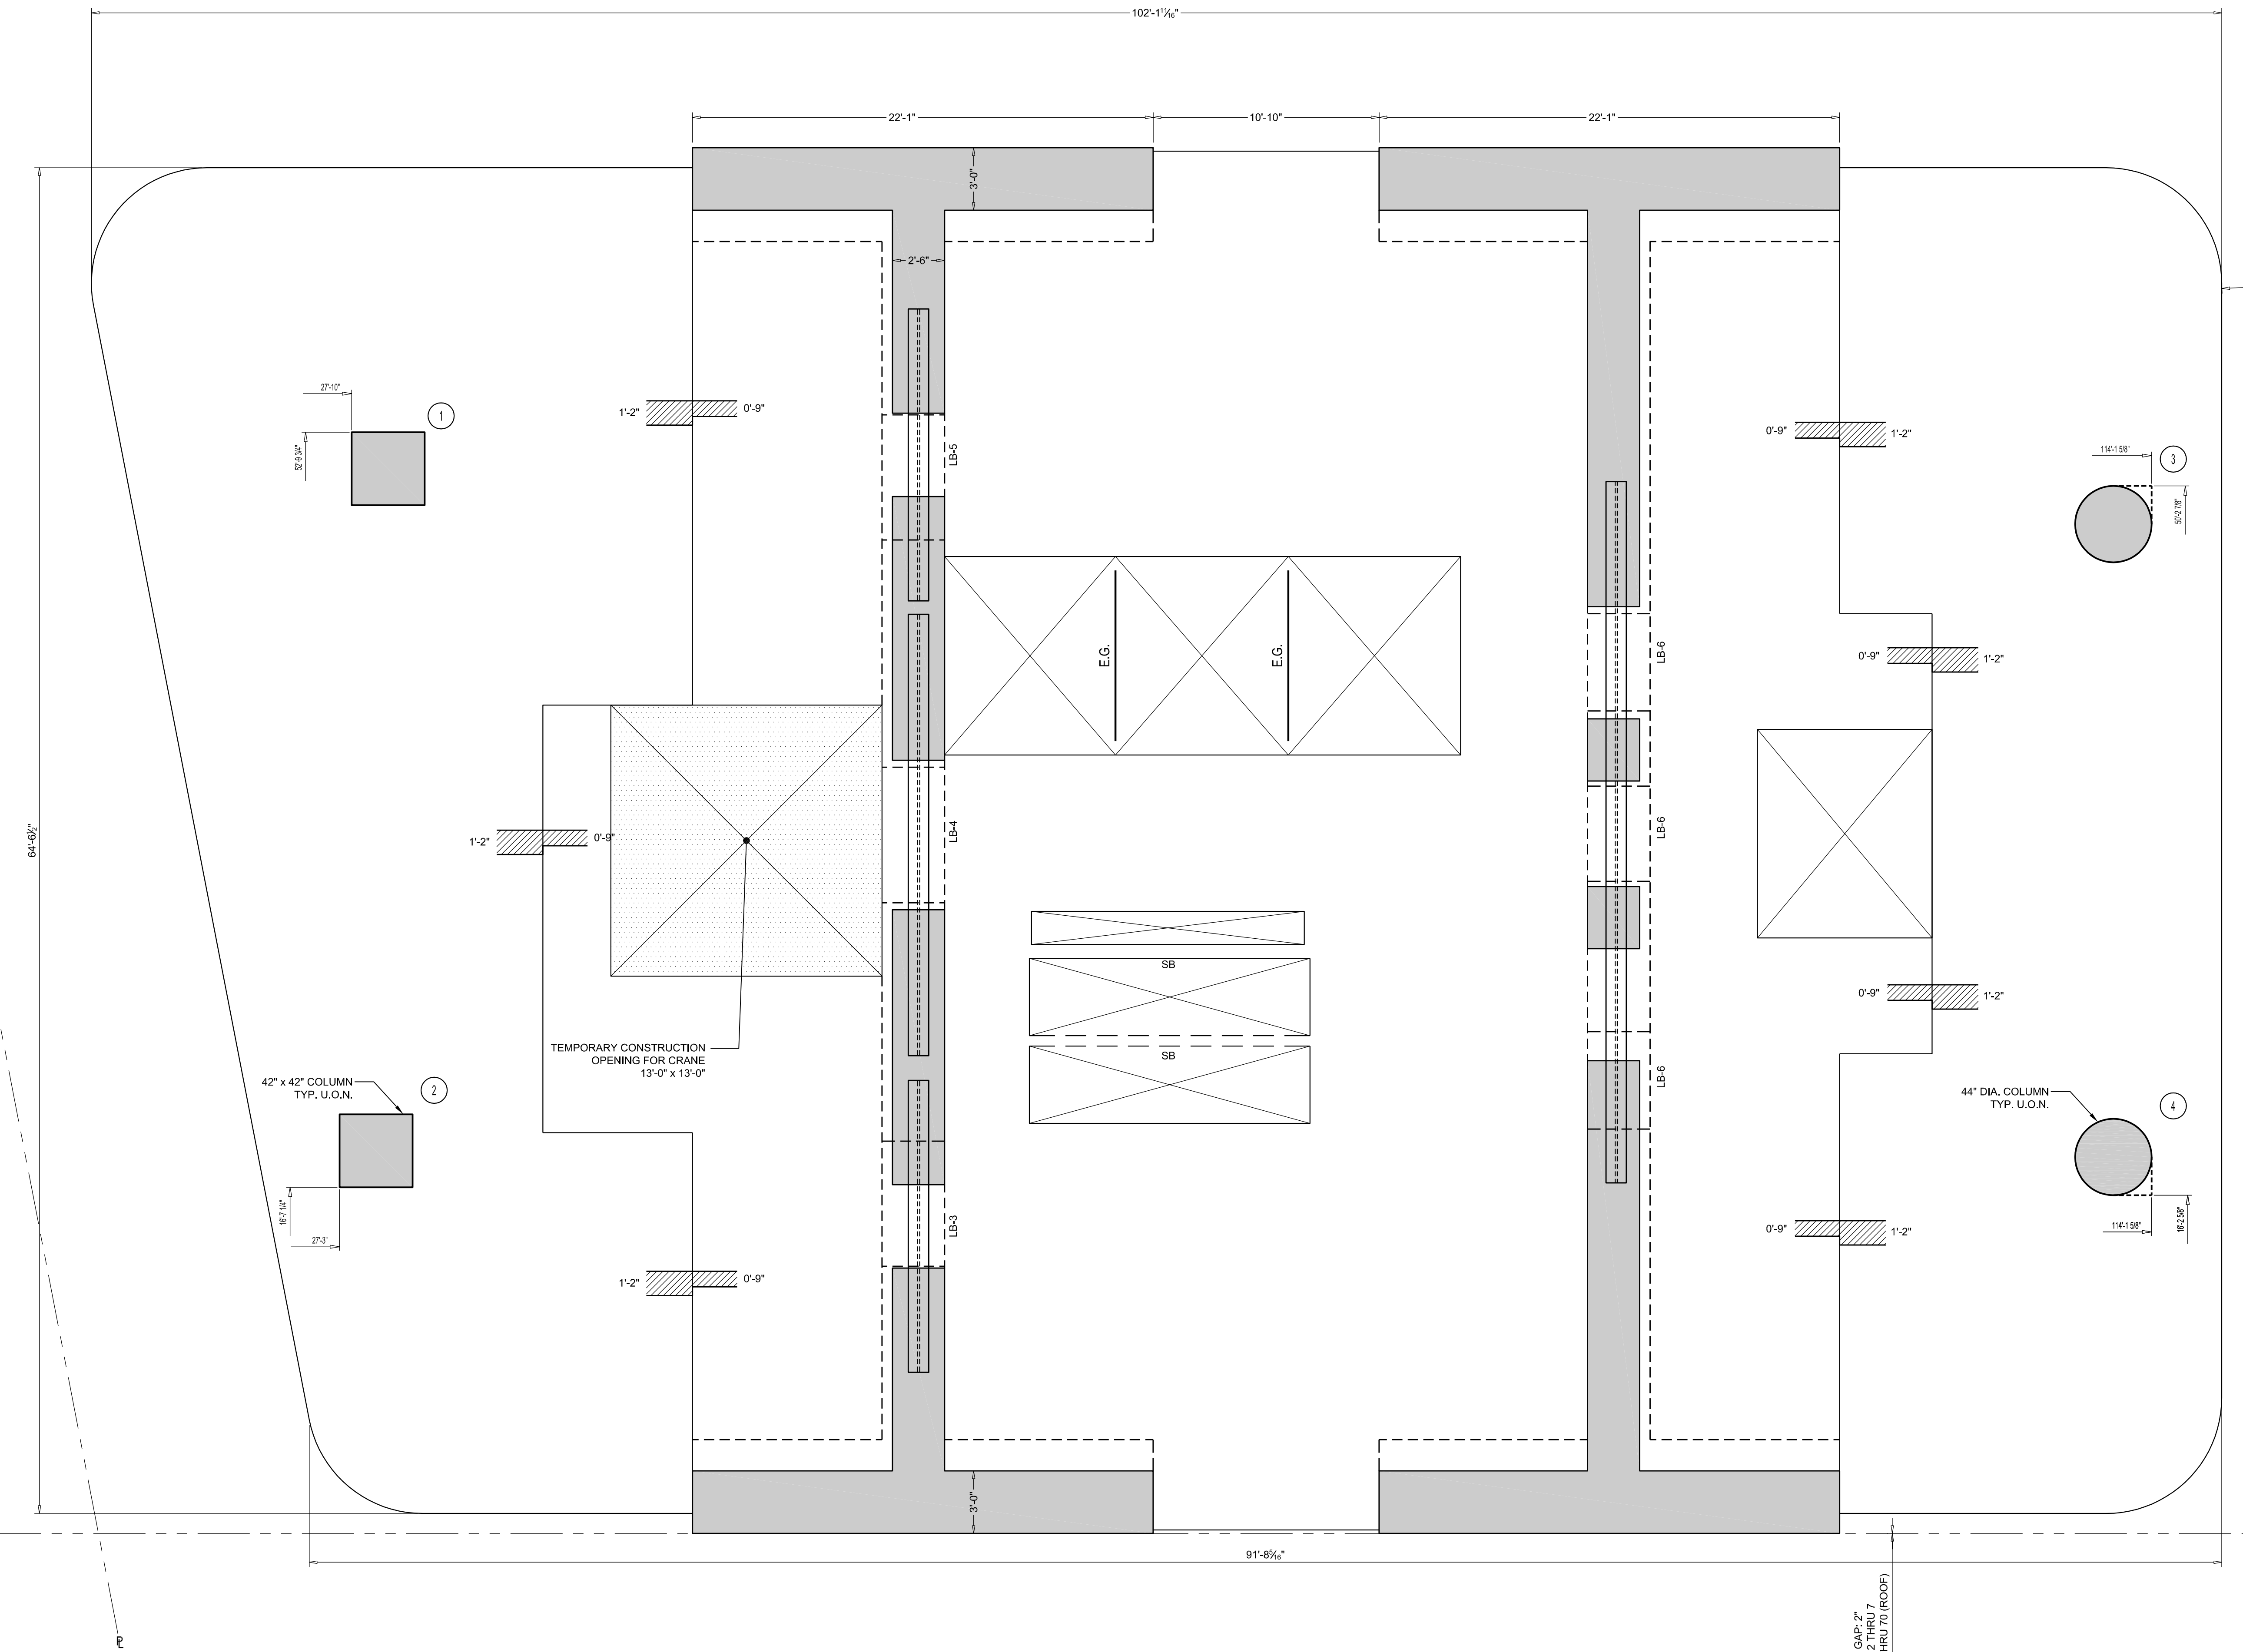 102'-1 11/16"
22'-1"
10'-10"
22'-1"
3'-0"
2'-6"
27'-10"
1
52'-9 3/4"
1'-2"
0'-9"
LB-5
0'-9"
1'-2"
114'-1 5/8"
3
50'-2 7/8"
E.G.
E.G.
LB-6
0'-9"
1'-2"
64'-6 1/2"
1'-2"
0'-9"
LB-4
LB-6
SB
0'-9"
1'-2"
TEMPORARY CONSTRUCTION
OPENING FOR CRANE
13'-0" x 13'-0"
SB
LB-6
42" x 42" COLUMN
TYP. U.O.N.
2
44" DIA. COLUMN
TYP. U.O.N.
4
16'-7 1/4"
27'-3"
LB-3
0'-9"
1'-2"
114'-1 5/8"
16'-2 5/8"
1'-2"
0'-9"
3'-0"
91'-8 5/16"
GAP: 2"
2 THRU 7
HRU 70 (ROOF)
PL